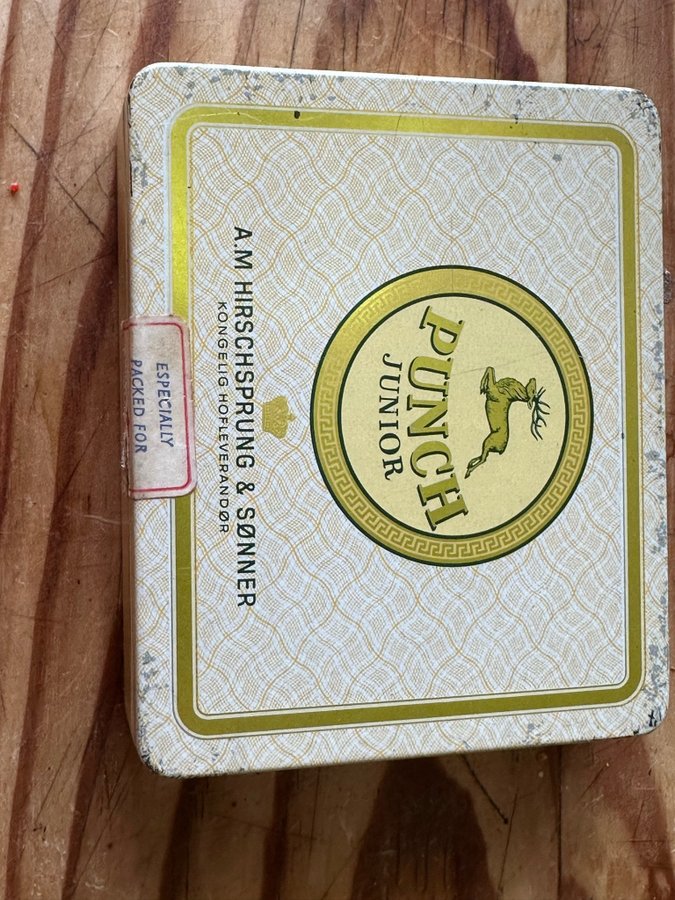 PUNCH
JUNIOR
A.M HIRSCHSPRUNG & SØNNER
KONGELIG HOFLEVERANDØR
ESPECIALLY
PACKED FOR